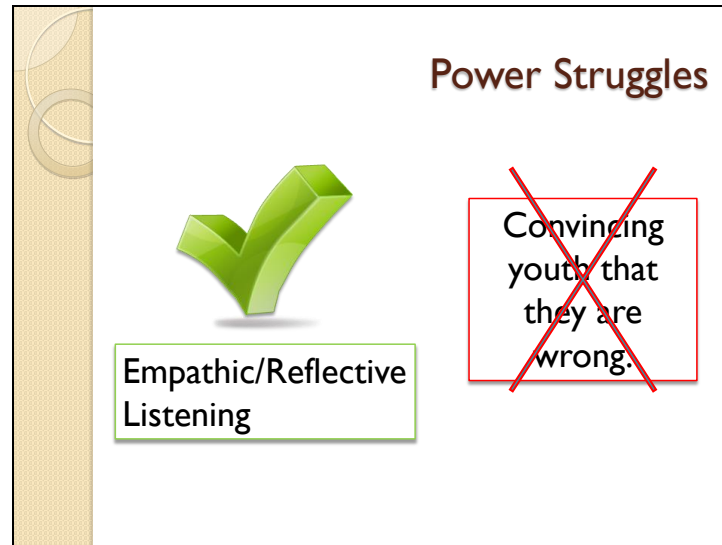 Power Struggles
Empathic/Reflective
Listening
Convincing
youth that
they are
wrong.